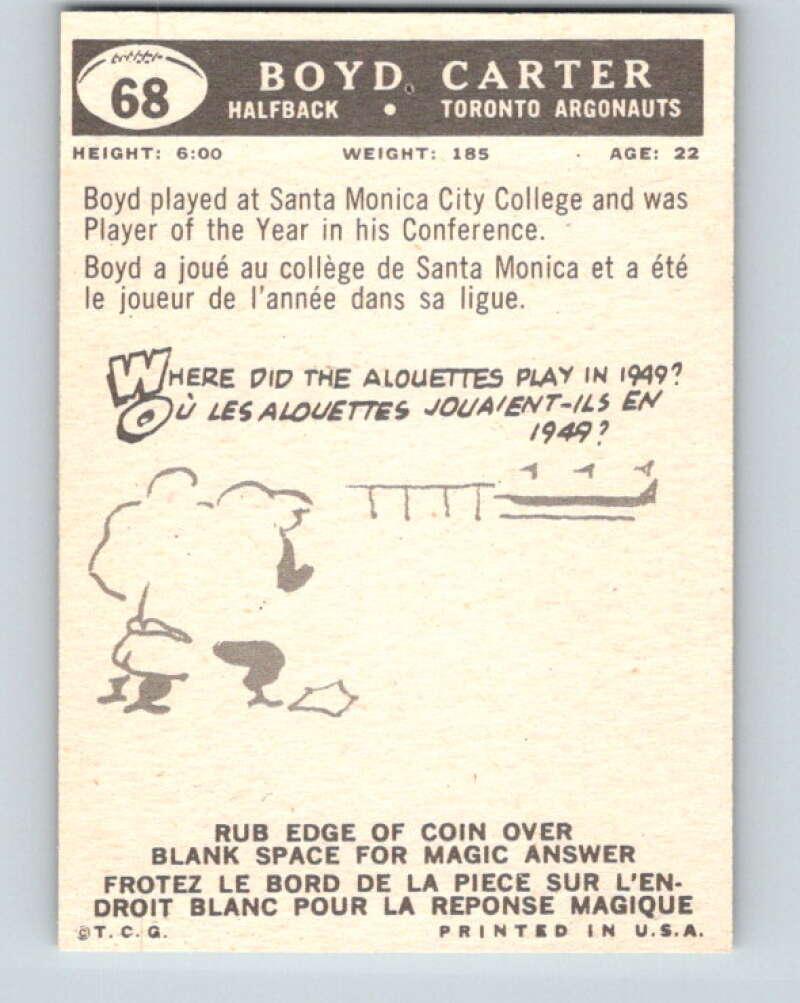 68
BOYD CARTER
HALFBACK • TORONTO ARGONAUTS
HEIGHT: 6:00 WEIGHT: 185 AGE: 22
Boyd played at Santa Monica City College and was
Player of the Year in his Conference.
Boyd a joué au collège de Santa Monica et a été
le joueur de l'année dans sa ligue.
WHERE DID THE ALOUETTES PLAY IN 1949?
OÙ LES ALOUETTES JOUAIENT-ILS EN
1949?
RUB EDGE OF COIN OVER
BLANK SPACE FOR MAGIC ANSWER
FROTEZ LE BORD DE LA PIECE SUR L'EN-
DROIT BLANC POUR LA REPONSE MAGIQUE
©T. C. G. PRINTED IN U.S.A.